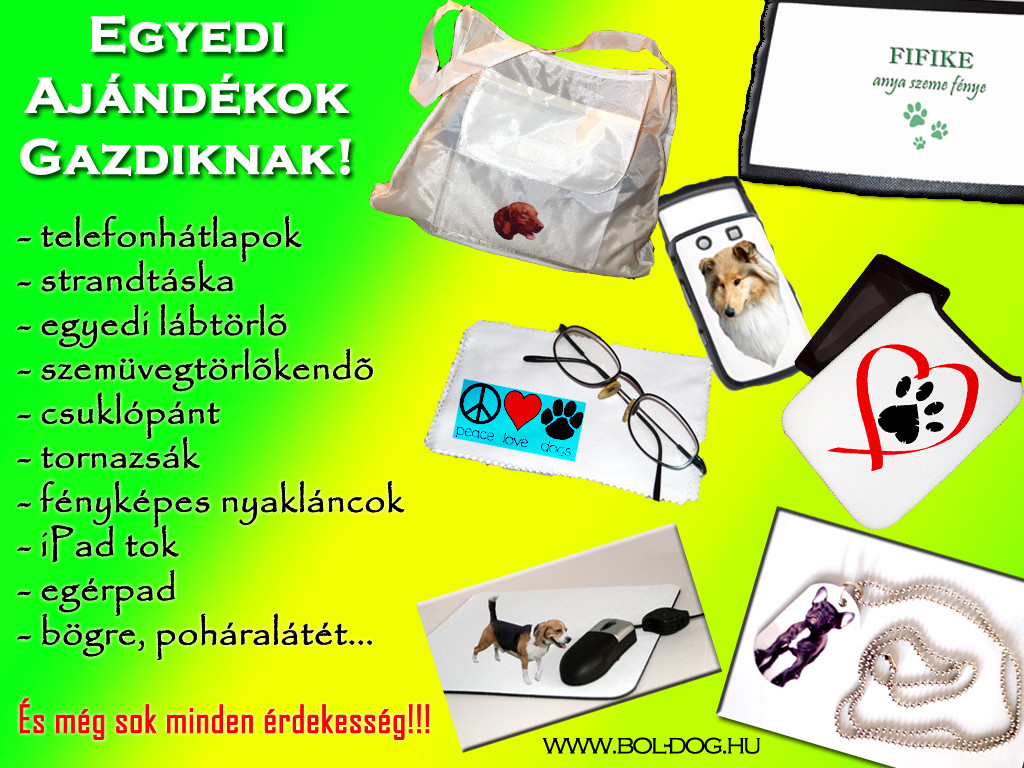 Egyedi
Ajándékok
Gazdiknak!
- telefonhátlapok
- strandtáska
- egyedi lábtörlõ
- szemüvegtörlõkendõ
- csuklópánt
- tornazsák
- fényképes nyakláncok
- iPad tok
- egérpad
- bögre, poháralátét...
És még sok minden érdekesség!!!
FIFIKE
anya szeme fénye
peace love dogs
WWW.BOL-DOG.HU